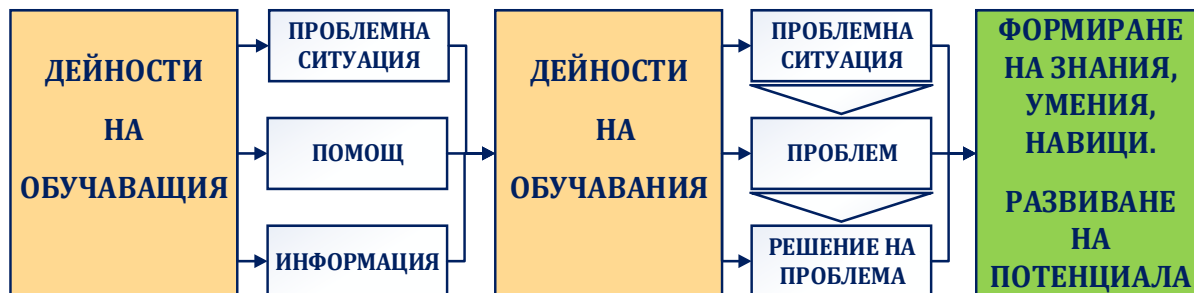 ДЕЙНОСТИ
НА
ОБУЧАВАЩИЯ
ПРОБЛЕМНА
СИТУАЦИЯ
ПОМОЩ
ИНФОРМАЦИЯ
ДЕЙНОСТИ
НА
ОБУЧАВАНИЯ
ПРОБЛЕМНА
СИТУАЦИЯ
ПРОБЛЕМ
РЕШЕНИЕ НА
ПРОБЛЕМА
ФОРМИРАНЕ
НА ЗНАНИЯ,
УМЕНИЯ,
НАВИЦИ.
РАЗВИВАНЕ
НА
ПОТЕНЦИАЛА